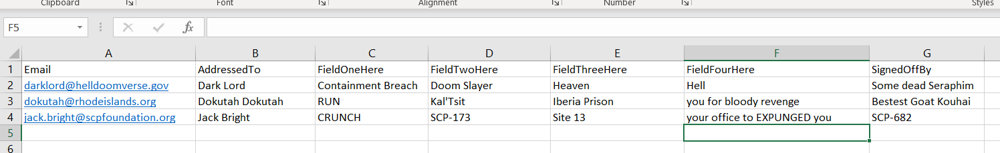 Clipboard Font Alignment Number Styles
F5 fx
A B C D E F G
1 Email AddressedTo FieldOneHere FieldTwoHere FieldThreeHere FieldFourHere SignedOffBy
2 darklord@helldoomverse.gov Dark Lord Containment Breach Doom Slayer Heaven Hell Some dead Seraphim
3 dokutah@rhodeislands.org Dokutah Dokutah RUN Kal'Tsit Iberia Prison you for bloody revenge Bestest Goat Kouhai
4 jack.bright@scpfoundation.org Jack Bright CRUNCH SCP-173 Site 13 your office to EXPUNGED you SCP-682
5
6